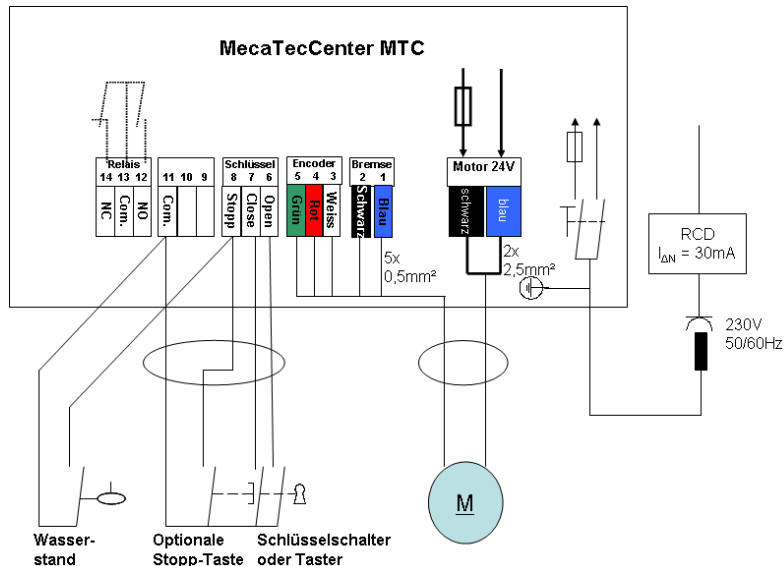 MecaTecCenter MTC
Relais
14 13 12
NC Com. NO
11 10 9
Com.
Schlüssel
8 7 6
Stopp Close Open
Encoder
5 4 3
Grün Rot Weiss
Bremse
2 1
Schwarz Blau
Motor 24V
schwarz blau
5x
0,5mm²
2x
2,5mm²
RCD
IΔN = 30mA
230V
50/60Hz
M
Wasser-
stand
Optionale
Stopp-Taste
Schlüsselschalter
oder Taster